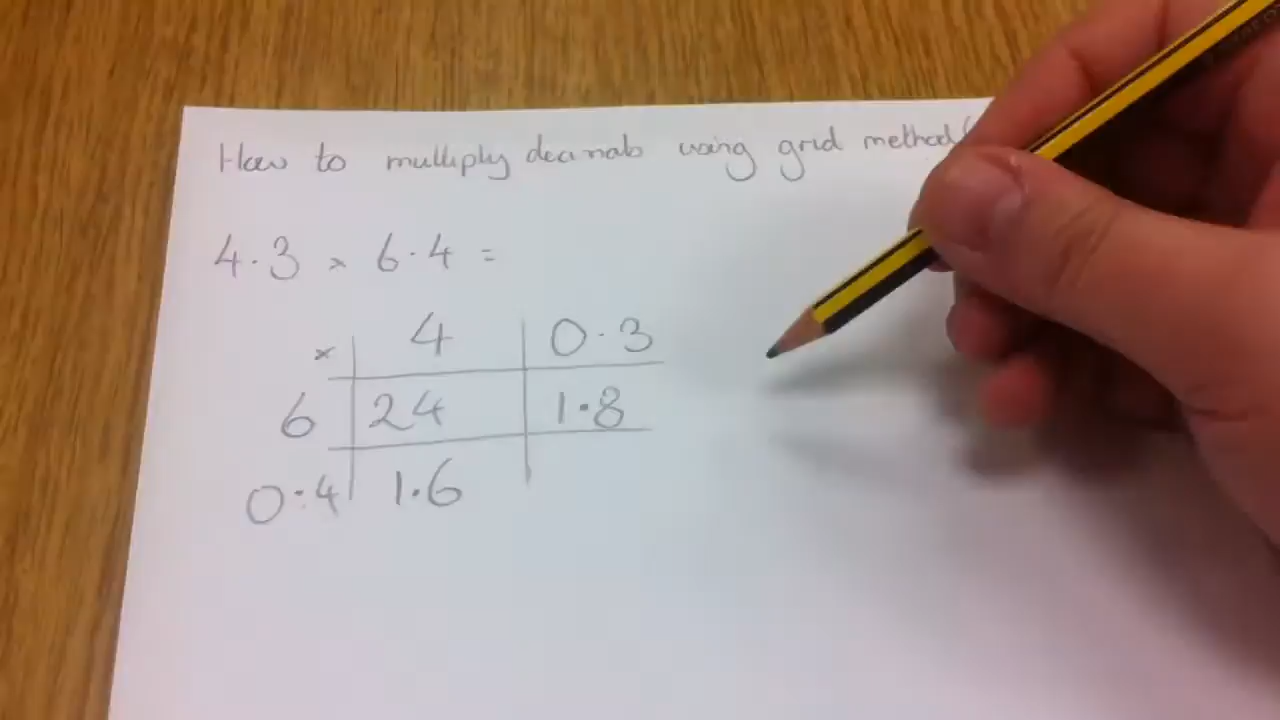 How to multiply decimals using grid method
4.3 × 6.4 =
× 4 0.3
6 24 1.8
0.4 1.6